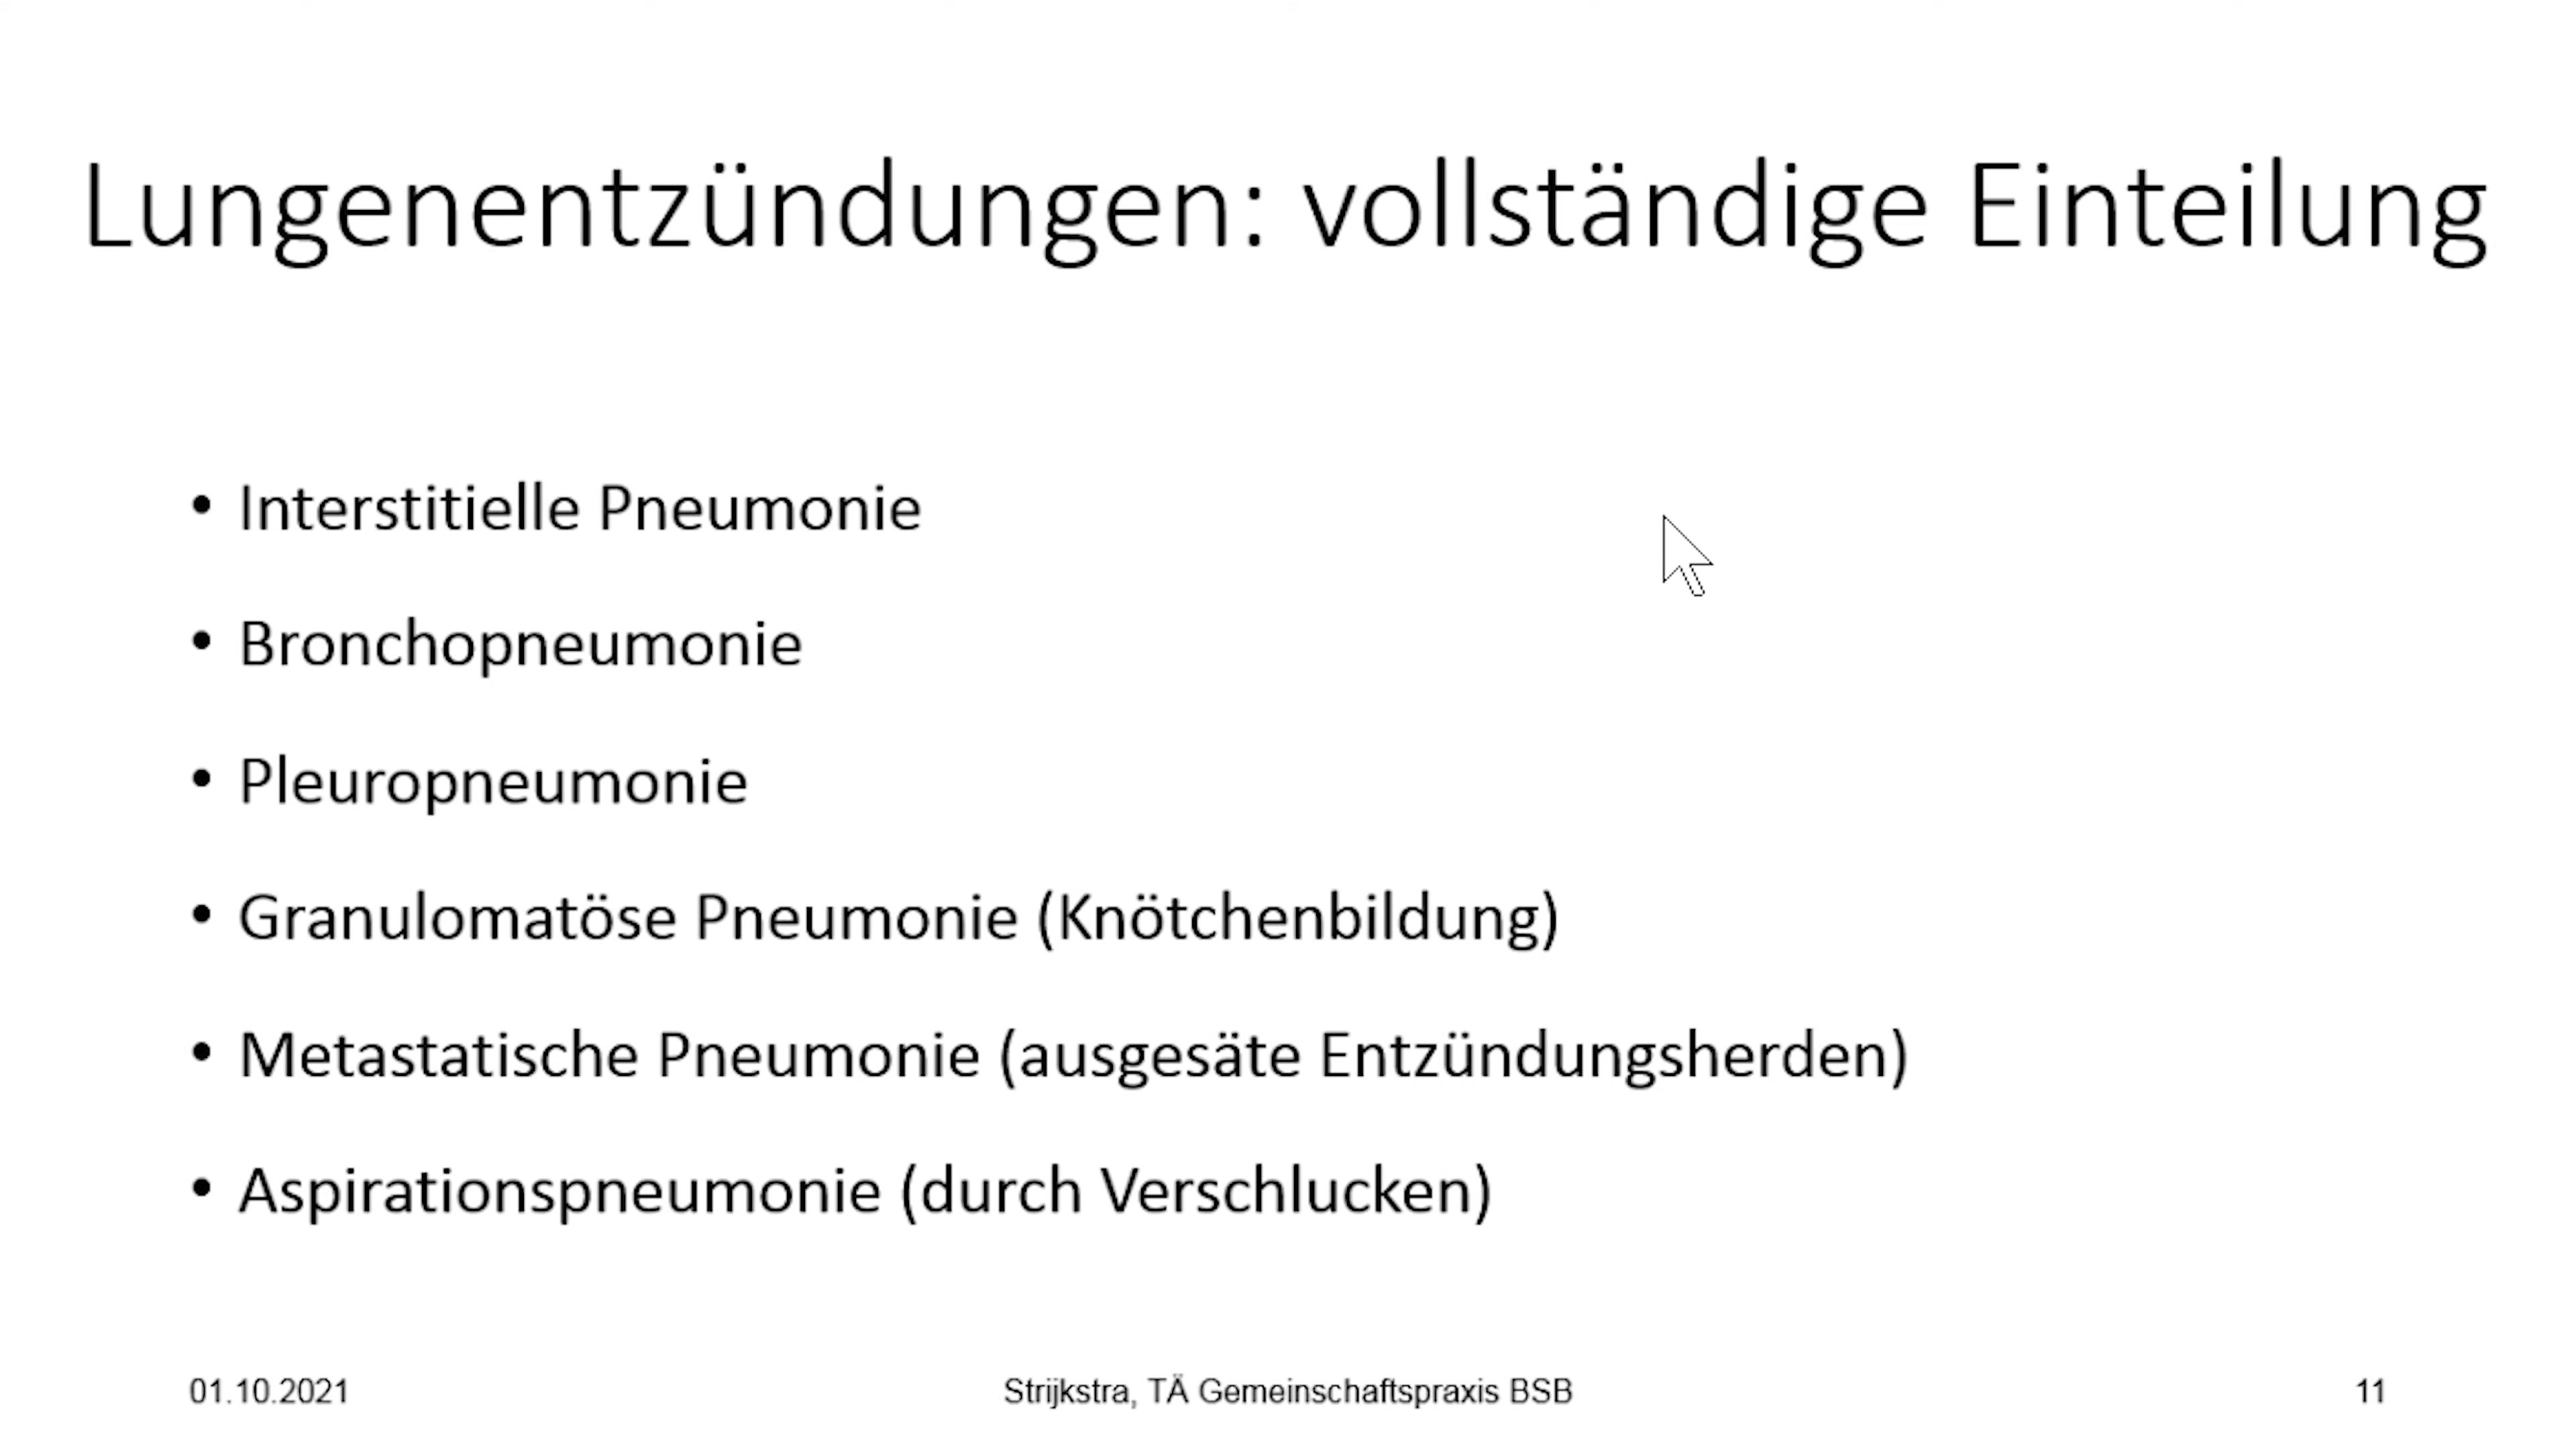 Lungenentzündungen: vollständige Einteilung
• Interstitielle Pneumonie
• Bronchopneumonie
• Pleuropneumonie
• Granulomatöse Pneumonie (Knötchenbildung)
• Metastatische Pneumonie (ausgesäte Entzündungsherden)
• Aspirationspneumonie (durch Verschlucken)
01.10.2021
Strijkstra, TÄ Gemeinschaftspraxis BSB
11